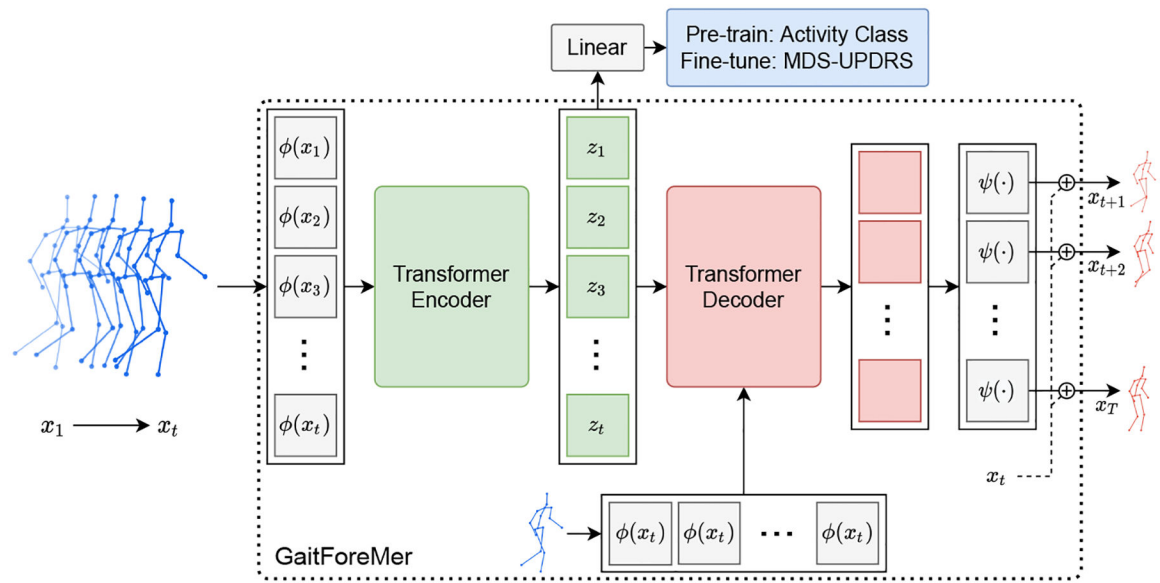 Linear
Pre-train: Activity Class
Fine-tune: MDS-UPDRS
ϕ(x₁)
ϕ(x₂)
ϕ(x₃)
⋮
ϕ(xₜ)
Transformer
Encoder
z₁
z₂
z₃
⋮
zₜ
Transformer
Decoder
⋮
ψ(·)
ψ(·)
⋮
ψ(·)
xₜ₊₁
xₜ₊₂
x_T
x₁ → xₜ
xₜ
ϕ(xₜ) ϕ(xₜ) ⋯ ϕ(xₜ)
GaitForeMer